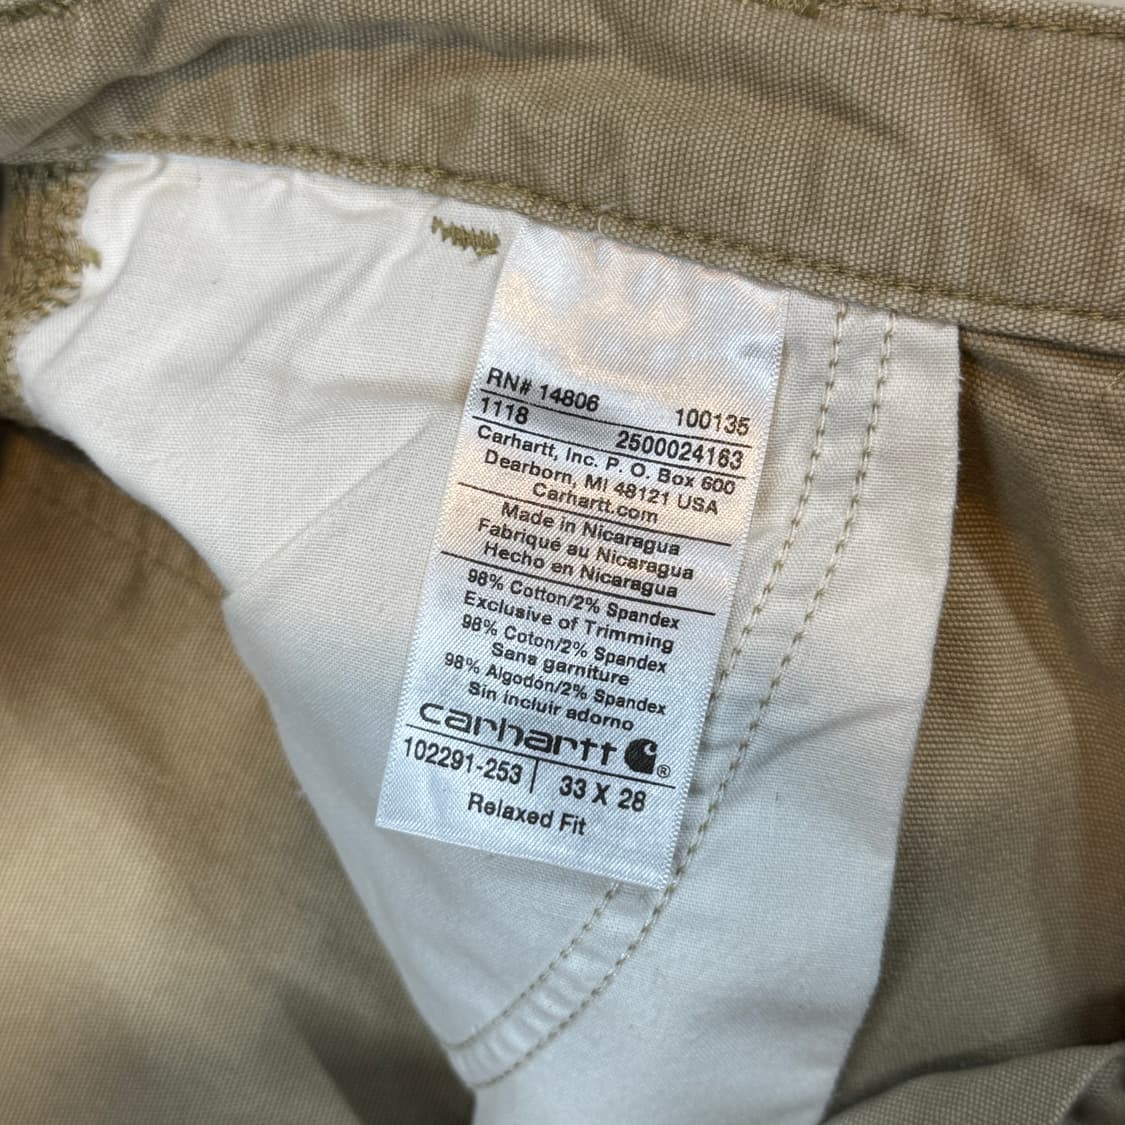 RN# 14806 100135
1118 2500024163
Carhartt, Inc. P. O. Box 600
Dearborn, MI 48121 USA
Carhartt.com
Made in Nicaragua
Fabriqué au Nicaragua
Hecho en Nicaragua
98% Cotton/2% Spandex
Exclusive of Trimming
98% Coton/2% Spandex
Sans garniture
98% Algodón/2% Spandex
Sin incluir adorno
carhartt ®
102291-253 | 33 X 28
Relaxed Fit